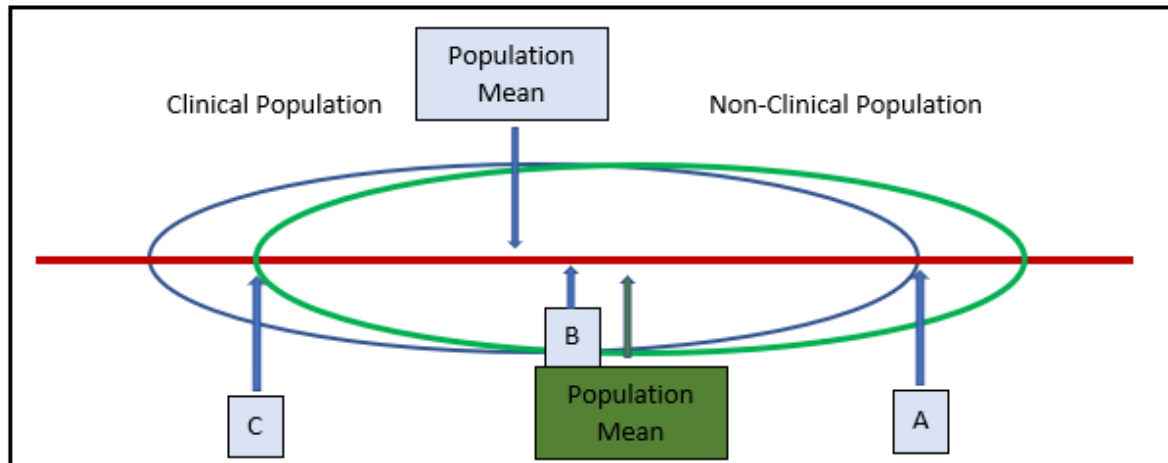 Population
Mean
Clinical Population
Non-Clinical Population
B
C
Population
Mean
A